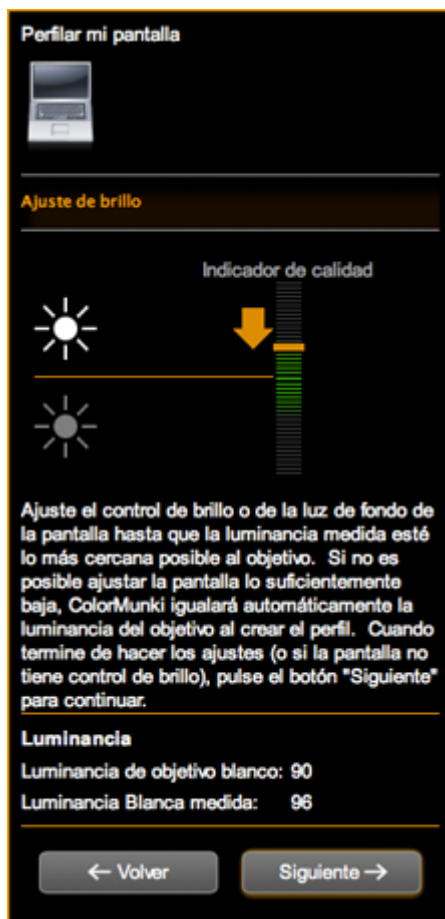 Perfilar mi pantalla
Ajuste de brillo
Indicador de calidad
Ajuste el control de brillo o de la luz de fondo de
la pantalla hasta que la luminancia medida esté
lo más cercana posible al objetivo. Si no es
posible ajustar la pantalla lo suficientemente
baja, ColorMunki igualará automáticamente la
luminancia del objetivo al crear el perfil. Cuando
termine de hacer los ajustes (o si la pantalla no
tiene control de brillo), pulse el botón "Siguiente"
para continuar.
Luminancia
Luminancia de objetivo blanco: 90
Luminancia Blanca medida: 96
← Volver Siguiente →